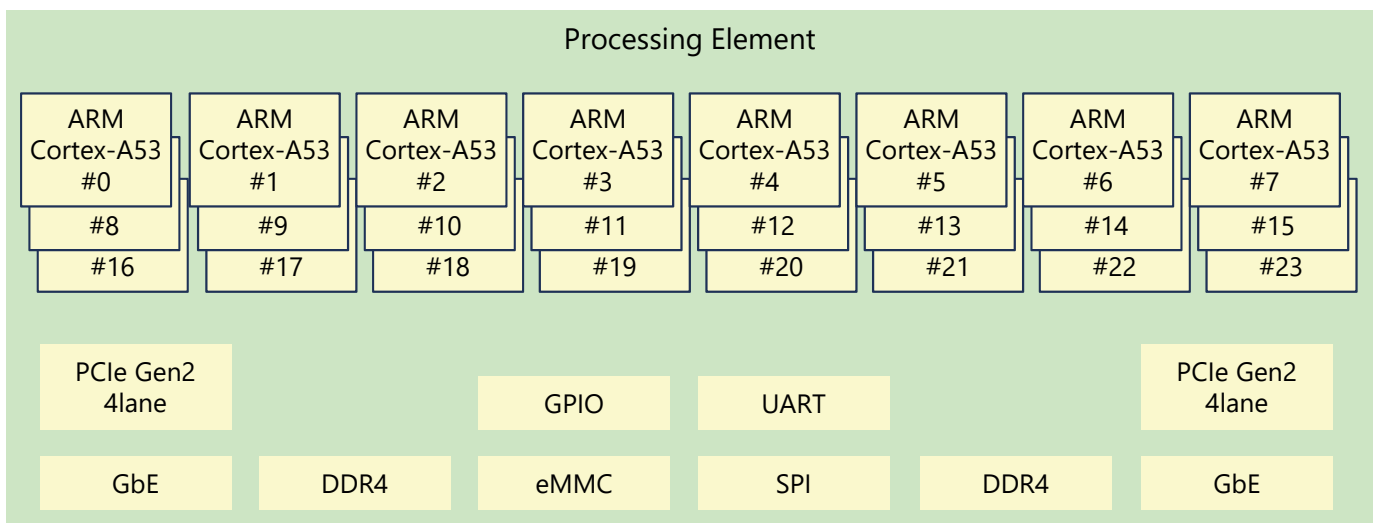 Processing Element
ARM ARM ARM ARM ARM ARM ARM ARM
Cortex-A53 Cortex-A53 Cortex-A53 Cortex-A53 Cortex-A53 Cortex-A53 Cortex-A53 Cortex-A53
#0 #1 #2 #3 #4 #5 #6 #7
#8 #9 #10 #11 #12 #13 #14 #15
#16 #17 #18 #19 #20 #21 #22 #23
PCIe Gen2 PCIe Gen2
4lane GPIO UART 4lane
GbE DDR4 eMMC SPI DDR4 GbE